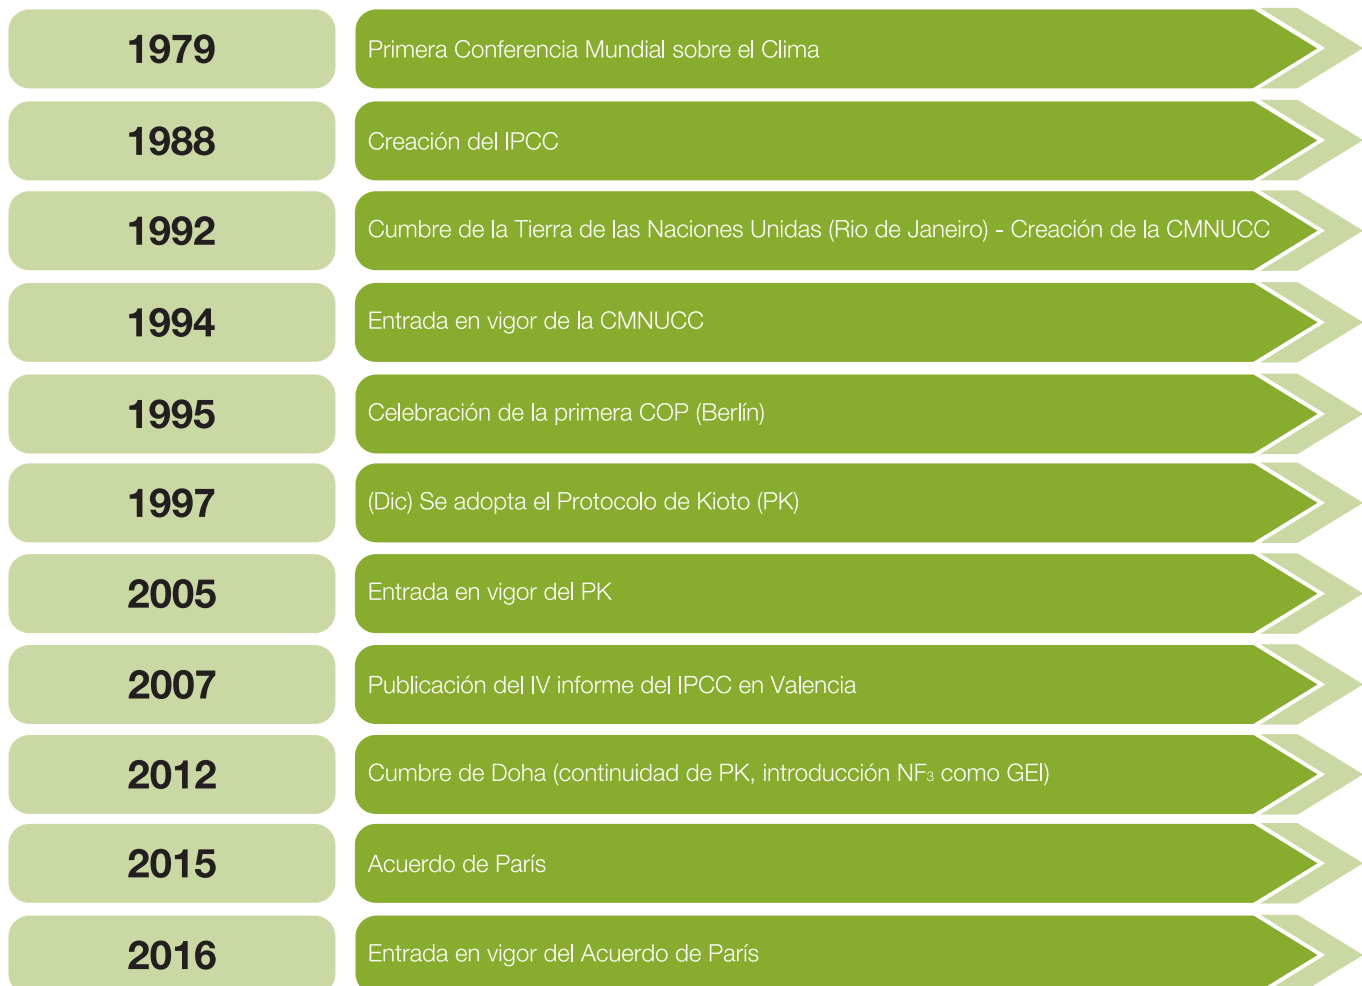 1979
Primera Conferencia Mundial sobre el Clima
1988
Creación del IPCC
1992
Cumbre de la Tierra de las Naciones Unidas (Rio de Janeiro) - Creación de la CMNUCC
1994
Entrada en vigor de la CMNUCC
1995
Celebración de la primera COP (Berlín)
1997
(Dic) Se adopta el Protocolo de Kioto (PK)
2005
Entrada en vigor del PK
2007
Publicación del IV informe del IPCC en Valencia
2012
Cumbre de Doha (continuidad de PK, introducción NF₃ como GEI)
2015
Acuerdo de París
2016
Entrada en vigor del Acuerdo de París